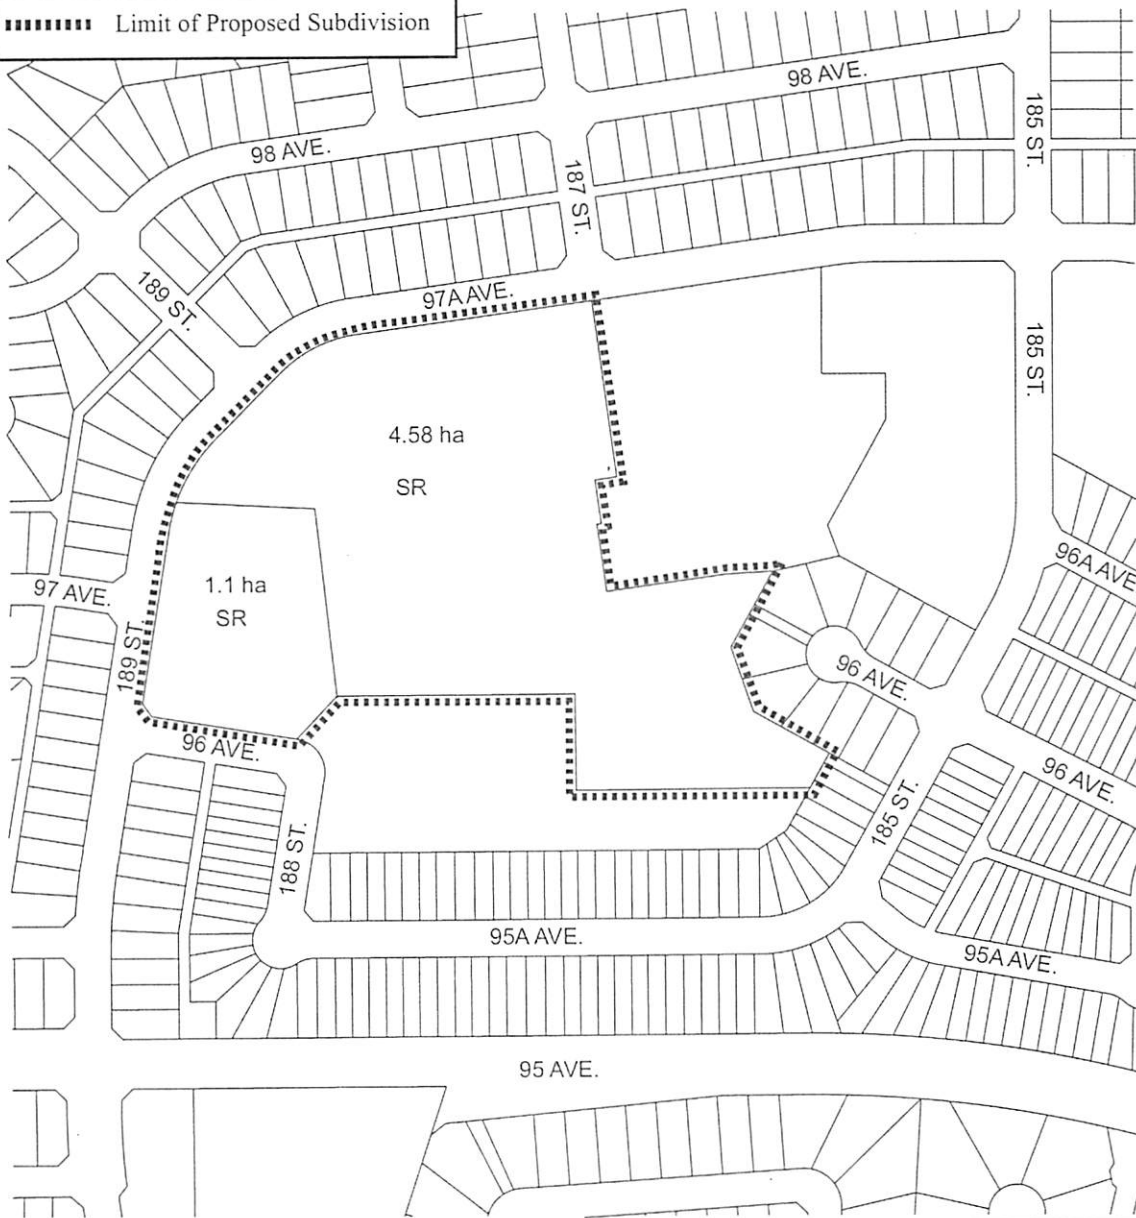 Limit of Proposed Subdivision
98 AVE.
185 ST.
98 AVE.
187 ST.
189 ST.
97A AVE.
185 ST.
4.58 ha
SR
96A AVE
1.1 ha
SR
97 AVE.
189 ST.
96 AVE.
96 AVE.
96 AVE.
185 ST.
188 ST.
95A AVE.
95A AVE.
95 AVE.